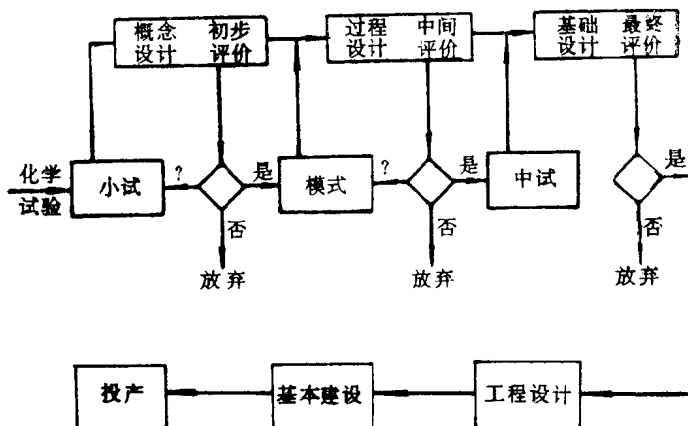 概念 初步
设计 评价
过程 中间
设计 评价
基础 最终
设计 评价
化学
试验
小试
?
是
模式
?
是
中试
是
否
否
否
放弃
放弃
放弃
投产
基本建设
工程设计